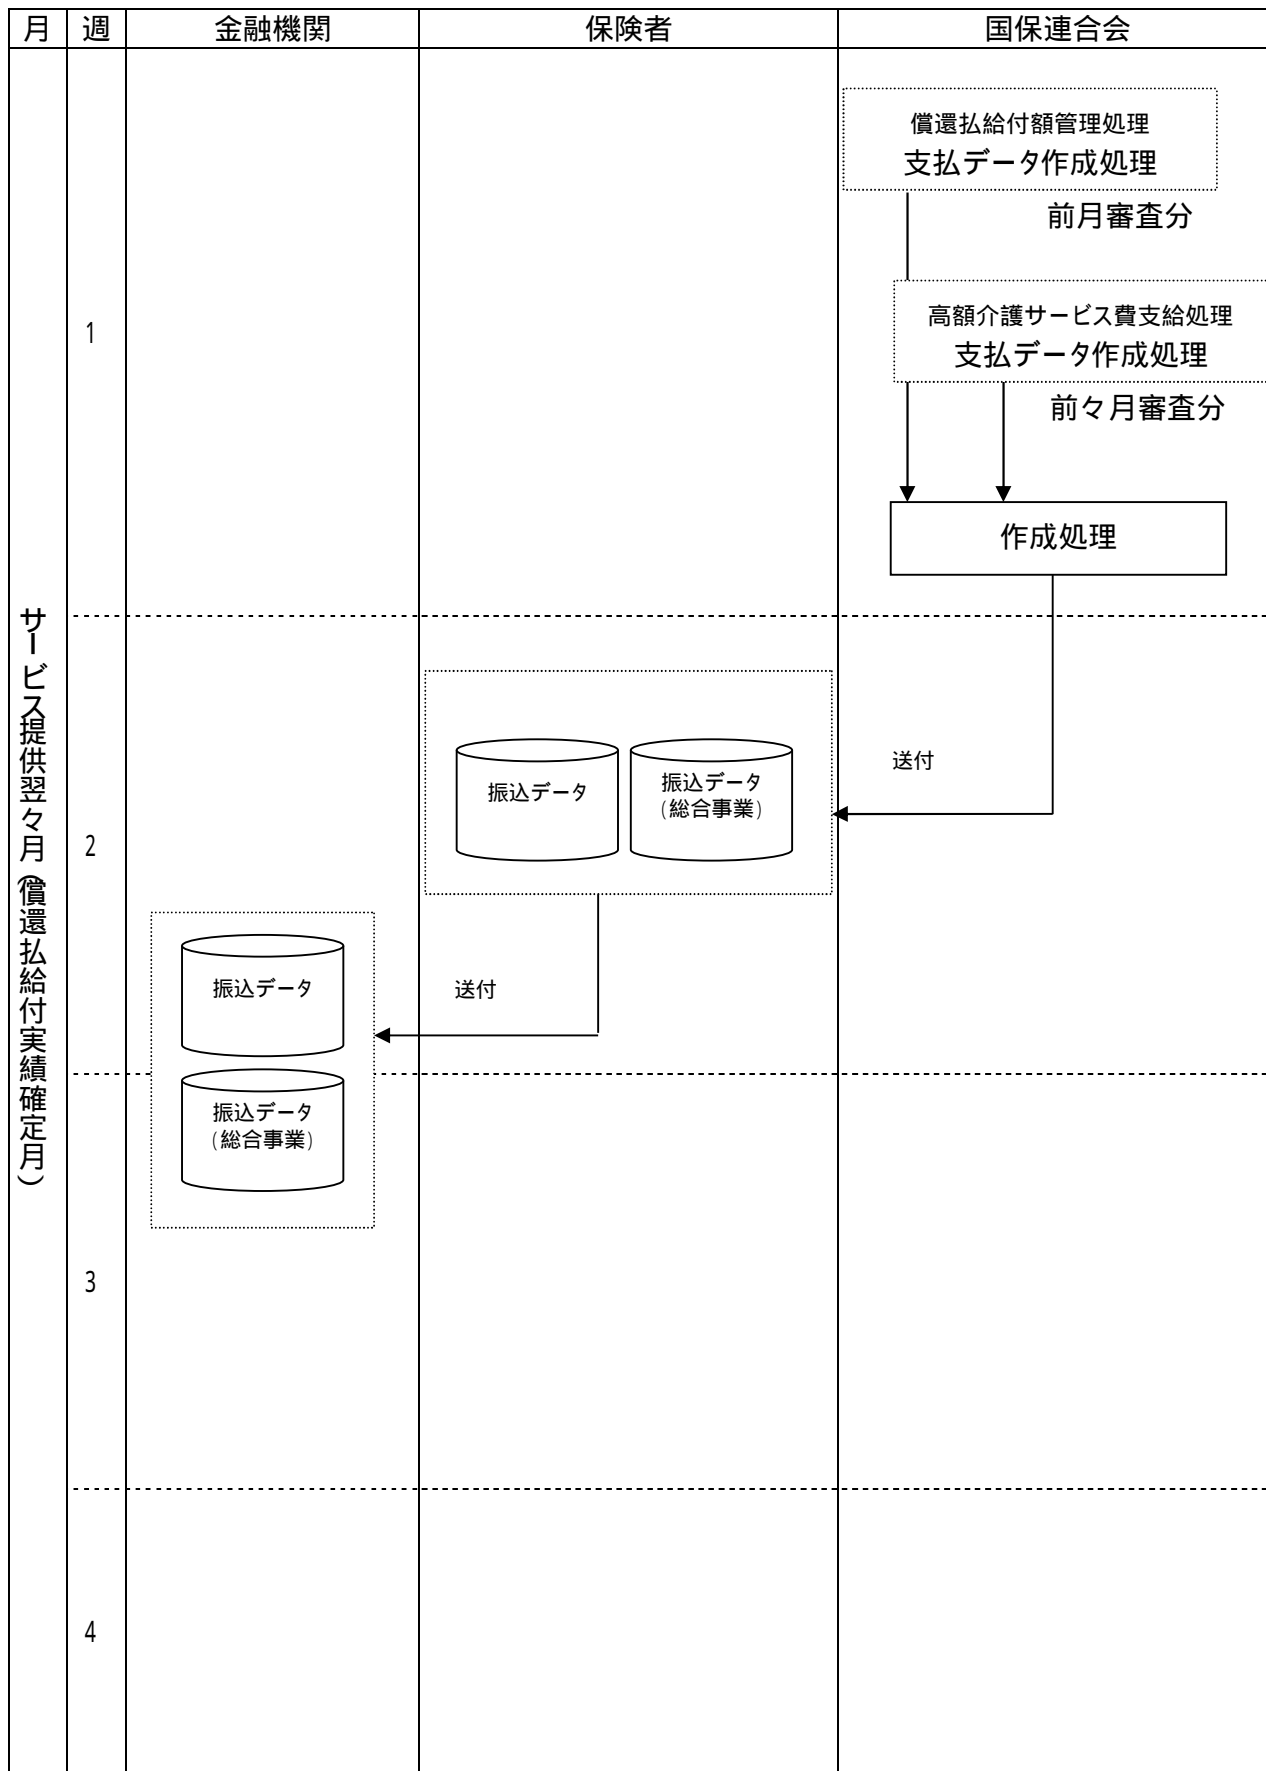 月
週
金融機関
保険者
国保連合会
サービス提供翌々月(償還払給付実績確定月)
1
償還払給付額管理処理
支払データ作成処理
前月審査分
高額介護サービス費支給処理
支払データ作成処理
前々月審査分
作成処理
2
振込データ
振込データ
(総合事業)
送付
振込データ
送付
振込データ
(総合事業)
3
4